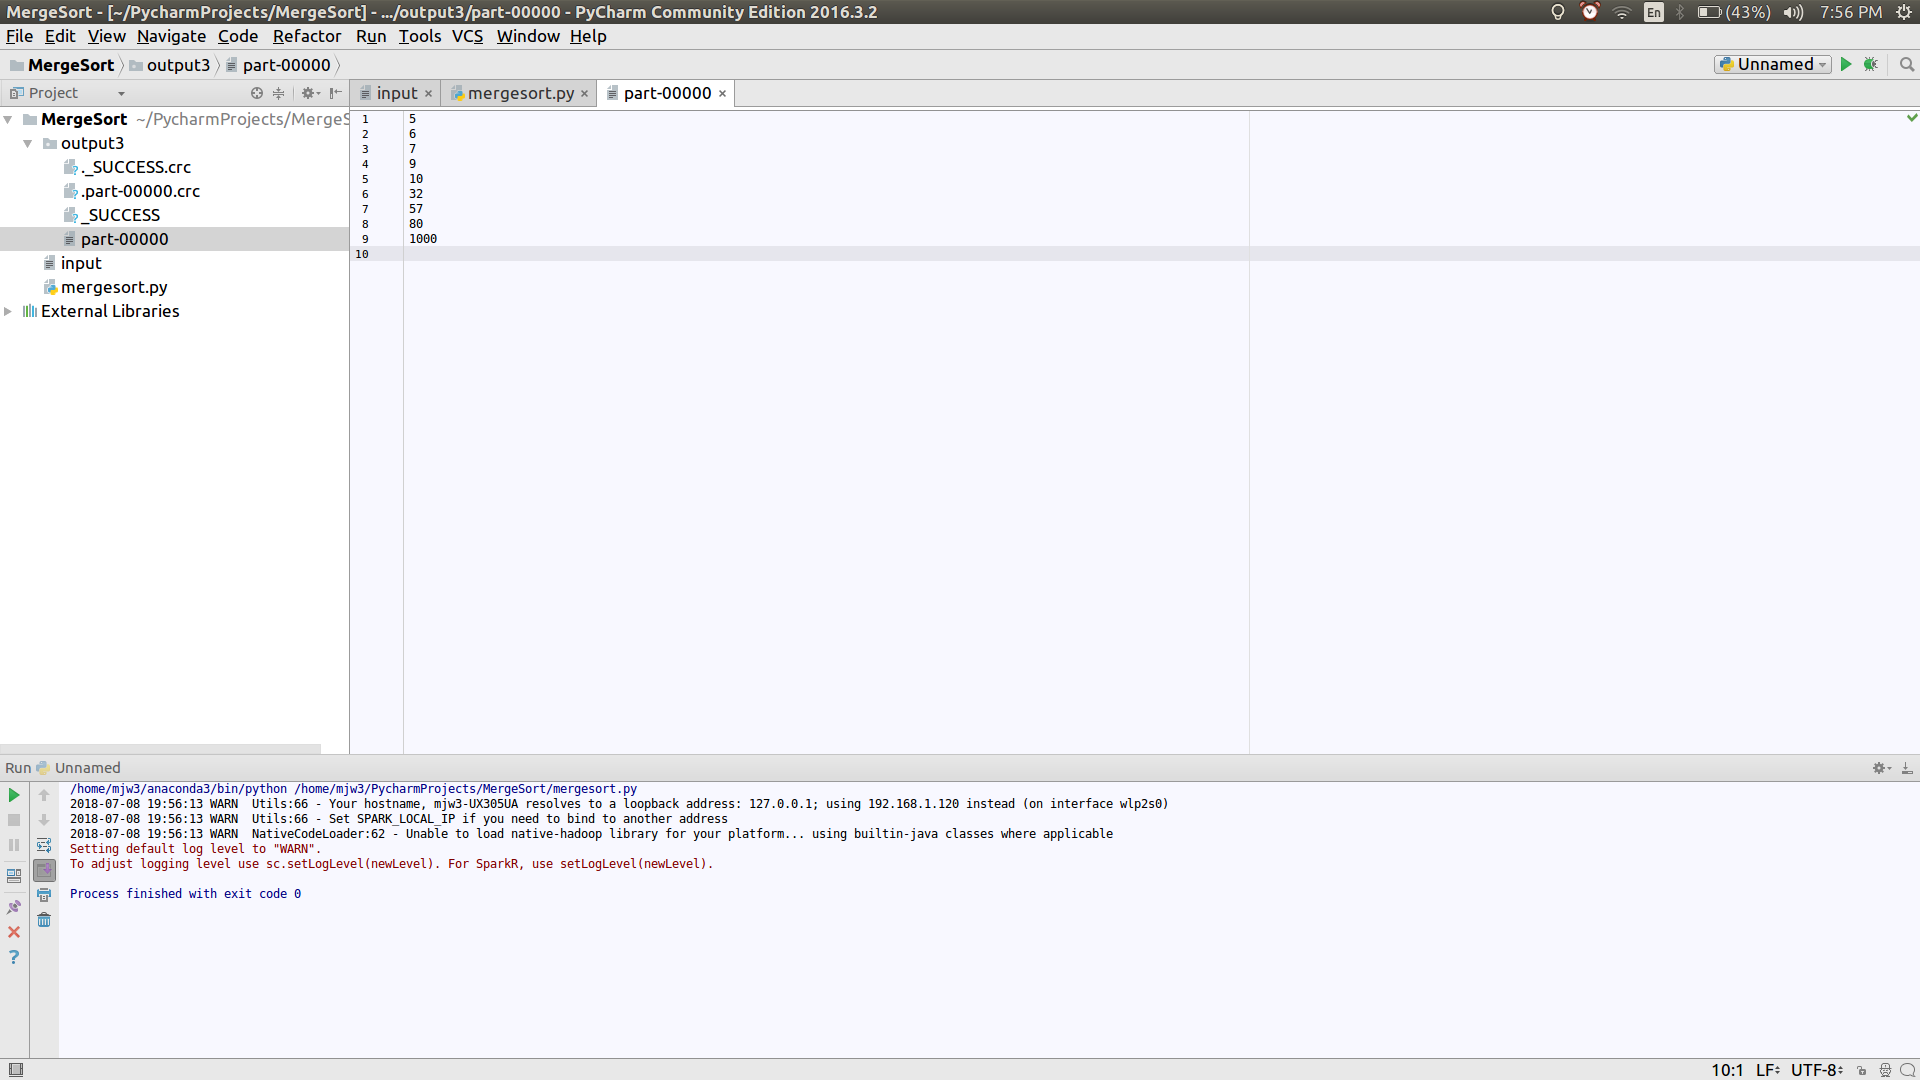 MergeSort - [~/PycharmProjects/MergeSort] - .../output3/part-00000 - PyCharm Community Edition 2016.3.2
En
(43%)
7:56 PM
File Edit View Navigate Code Refactor Run Tools VCS Window Help
MergeSort output3 part-00000
Unnamed
Project
input
mergesort.py
part-00000
MergeSort ~/PycharmProjects/MergeS
output3
._SUCCESS.crc
.part-00000.crc
_SUCCESS
part-00000
input
mergesort.py
External Libraries
1 5
2 6
3 7
4 9
5 10
6 32
7 57
8 80
9 1000
10
Run Unnamed
/home/mjw3/anaconda3/bin/python /home/mjw3/PycharmProjects/MergeSort/mergesort.py
2018-07-08 19:56:13 WARN  Utils:66 - Your hostname, mjw3-UX305UA resolves to a loopback address: 127.0.0.1; using 192.168.1.120 instead (on interface wlp2s0)
2018-07-08 19:56:13 WARN  Utils:66 - Set SPARK_LOCAL_IP if you need to bind to another address
2018-07-08 19:56:13 WARN  NativeCodeLoader:62 - Unable to load native-hadoop library for your platform... using builtin-java classes where applicable
Setting default log level to "WARN".
To adjust logging level use sc.setLogLevel(newLevel). For SparkR, use setLogLevel(newLevel).
Process finished with exit code 0
10:1 LF UTF-8